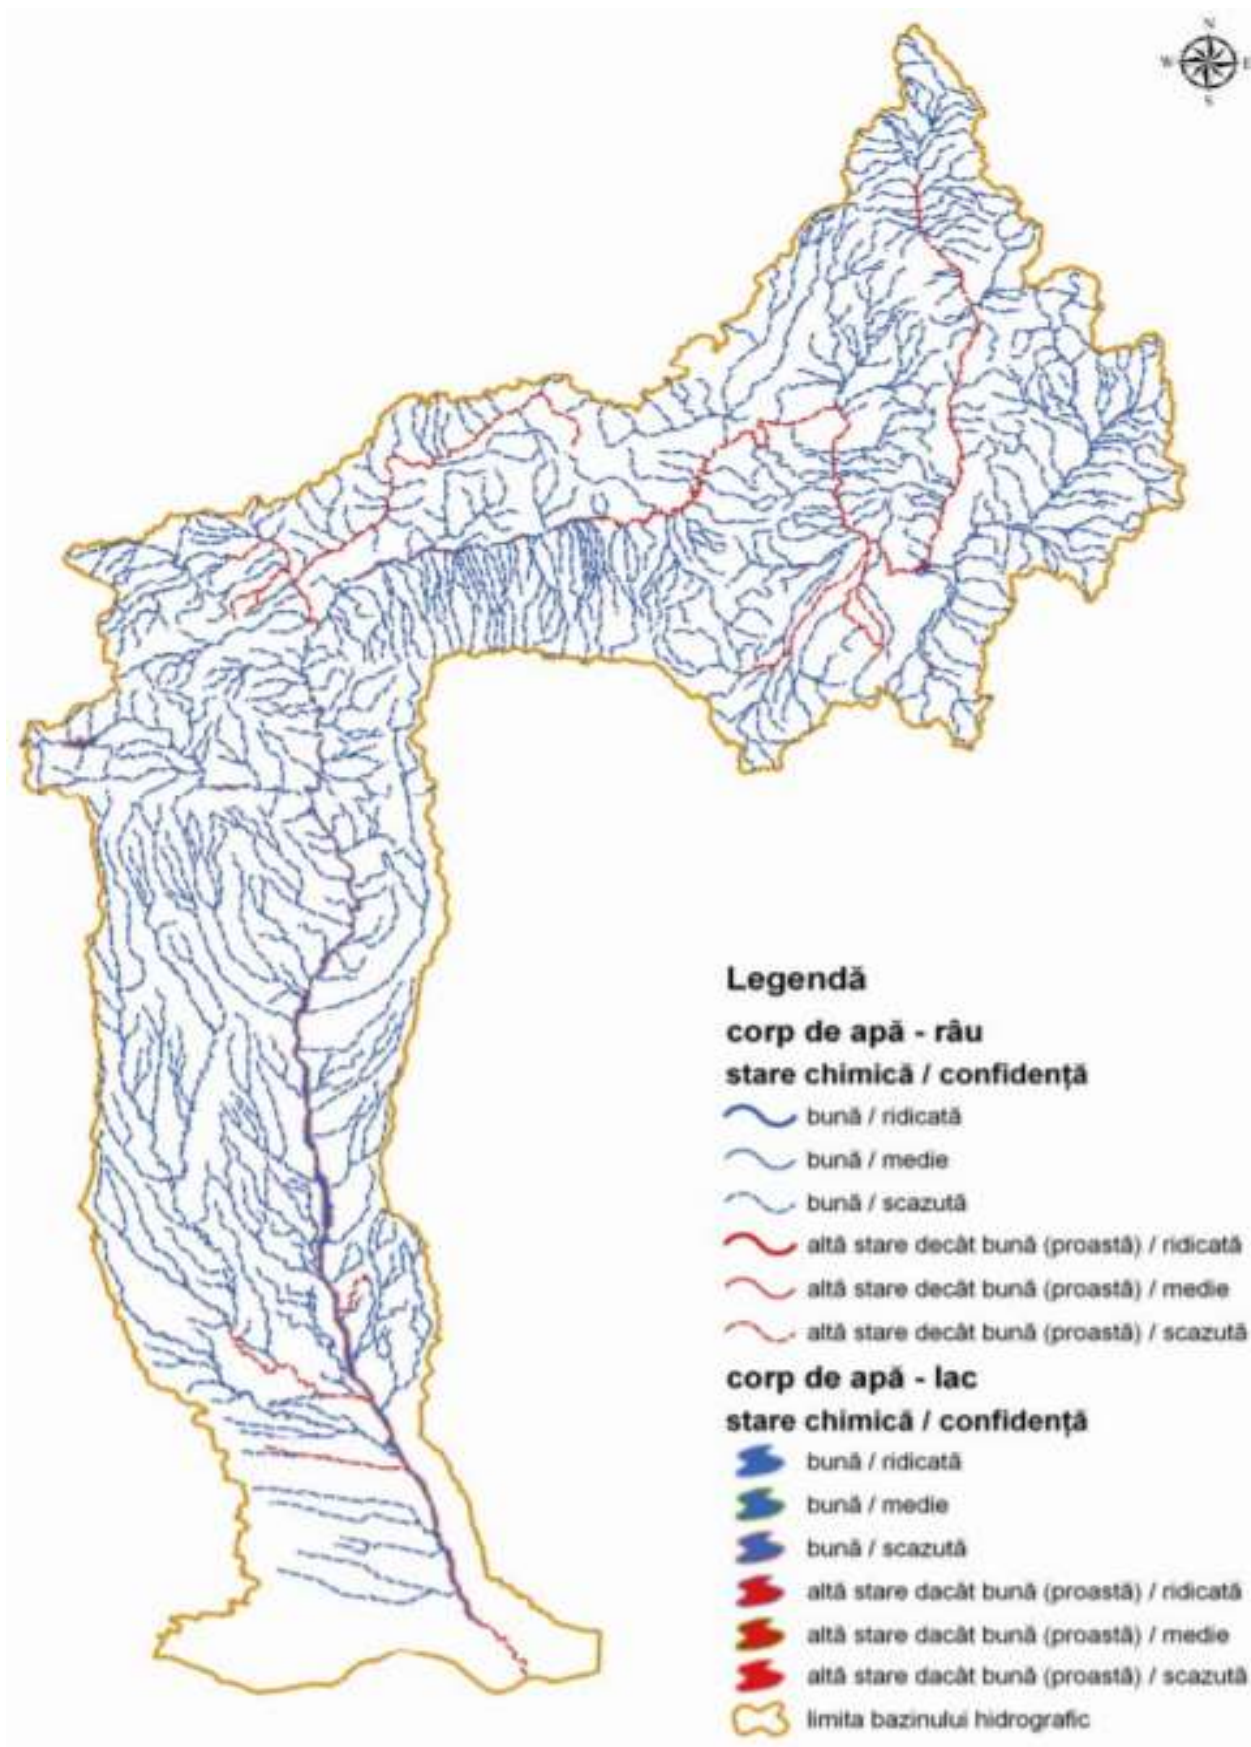 N
W E
S
Legendă
corp de apă - râu
stare chimică / confidență
bună / ridicată
bună / medie
bună / scazută
altă stare decât bună (proastă) / ridicată
altă stare decât bună (proastă) / medie
altă stare decât bună (proastă) / scazută
corp de apă - lac
stare chimică / confidență
bună / ridicată
bună / medie
bună / scazută
altă stare dacât bună (proastă) / ridicată
altă stare dacât bună (proastă) / medie
altă stare dacât bună (proastă) / scazută
limita bazinului hidrografic